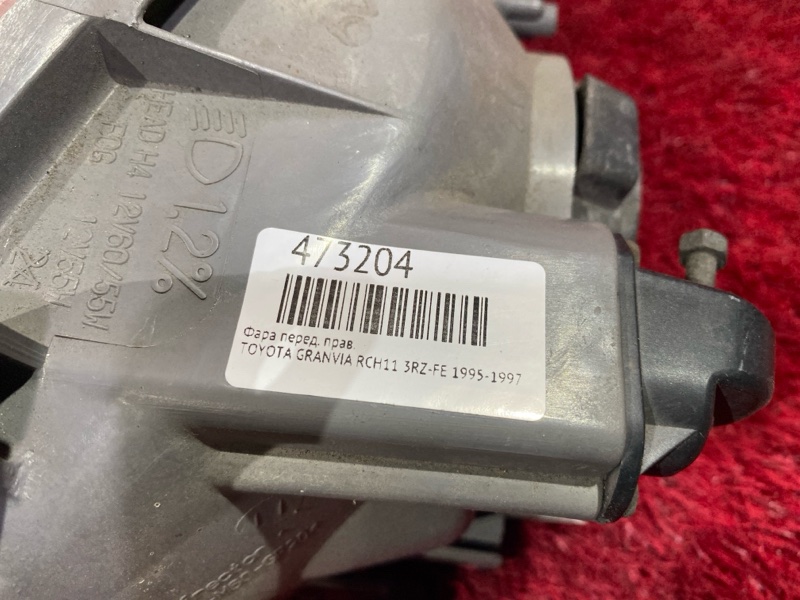 473204
Фара перед. прав.
TOYOTA GRANVIA RCH11 3RZ-FE 1995-1997
1,2%
HEAD H4 12V60/55W
FOG 12V55W
24